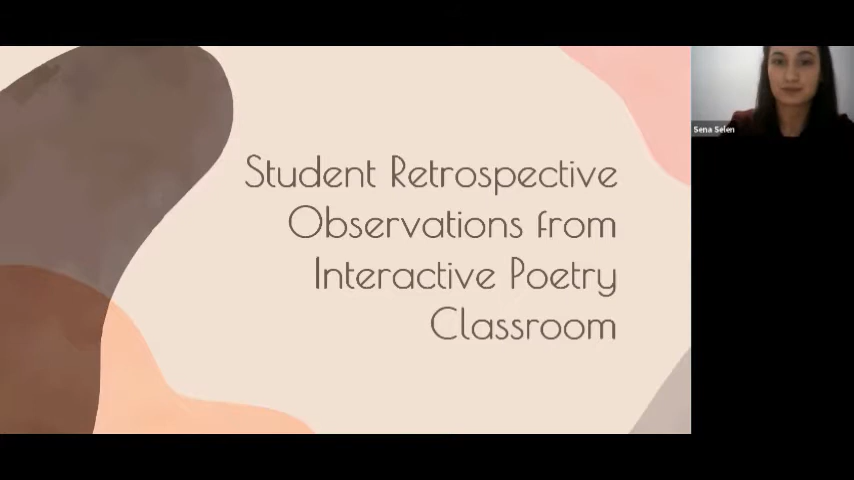 Student Retrospective
Observations from
Interactive Poetry
Classroom
Sena Selen